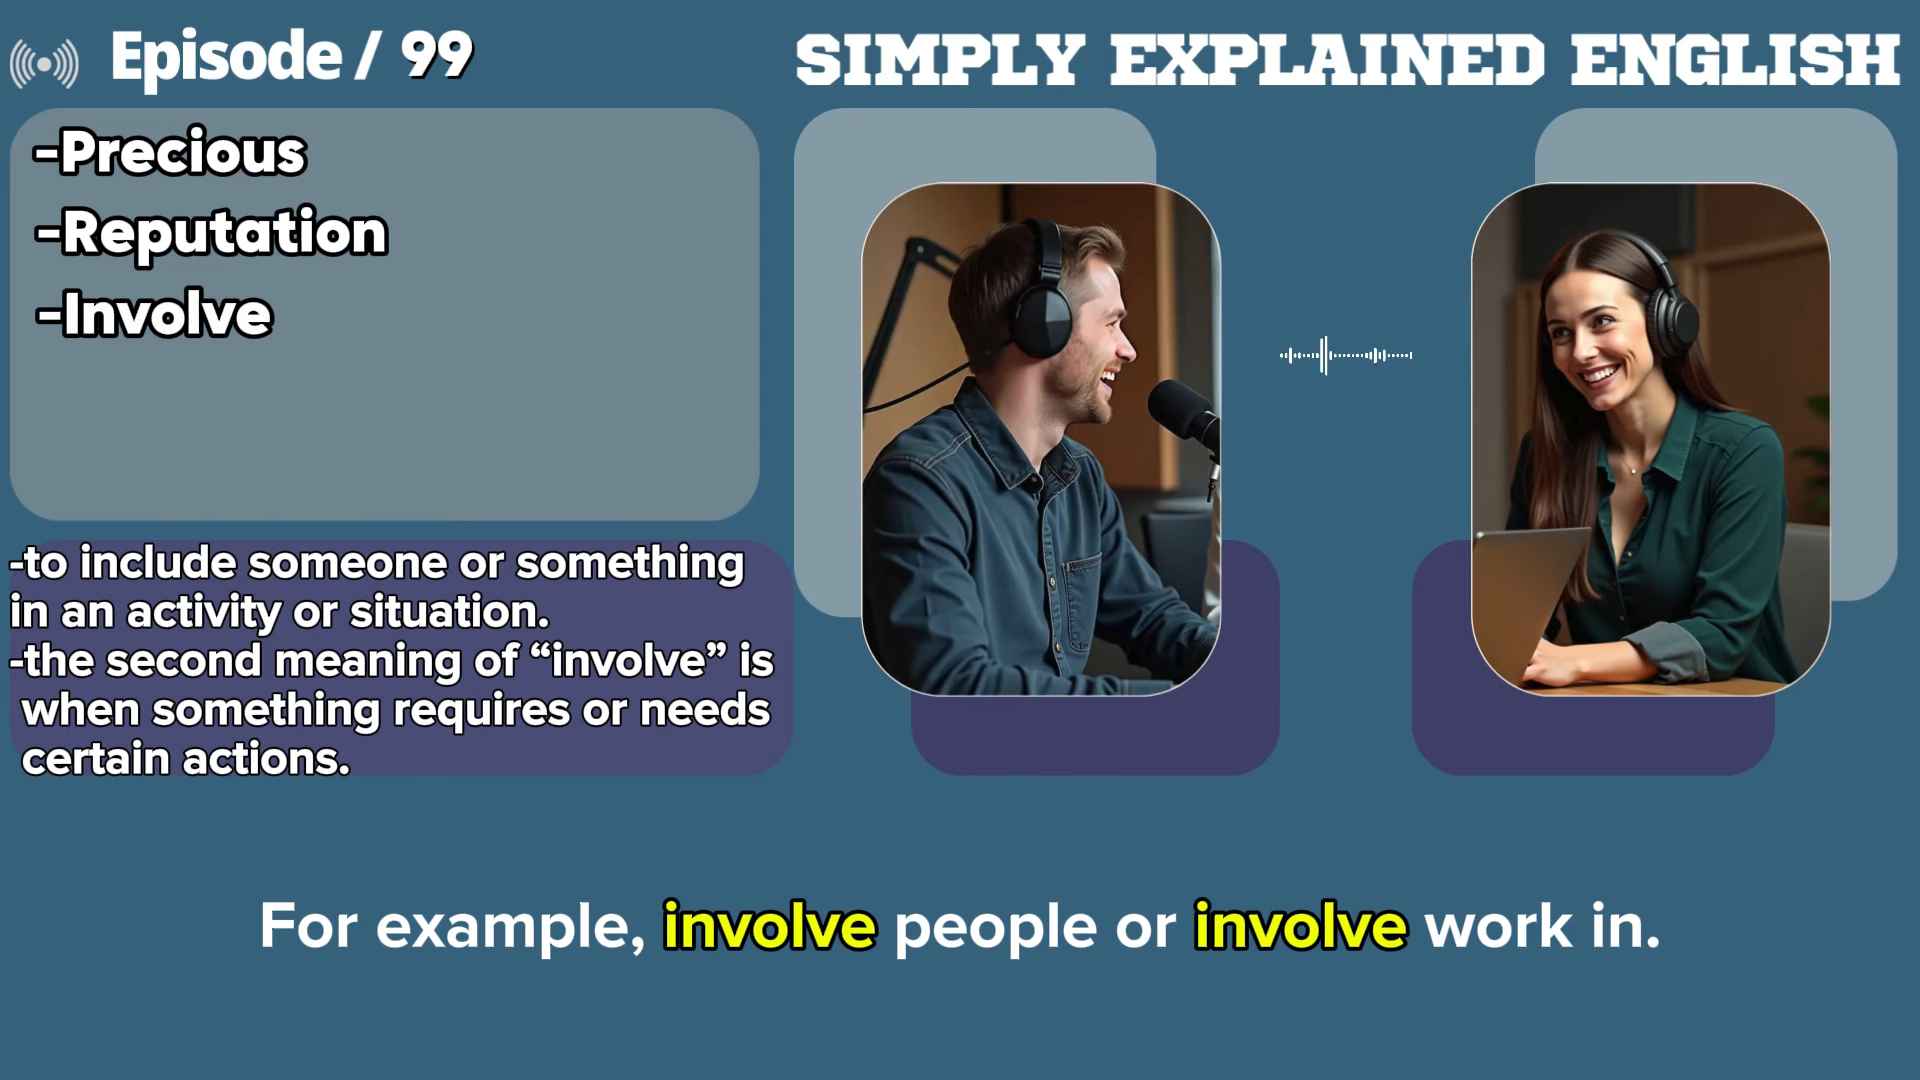 Episode / 99
SIMPLY EXPLAINED ENGLISH
-Precious
-Reputation
-Involve
-to include someone or something
in an activity or situation.
-the second meaning of “involve” is
when something requires or needs
certain actions.
For example, involve people or involve work in.